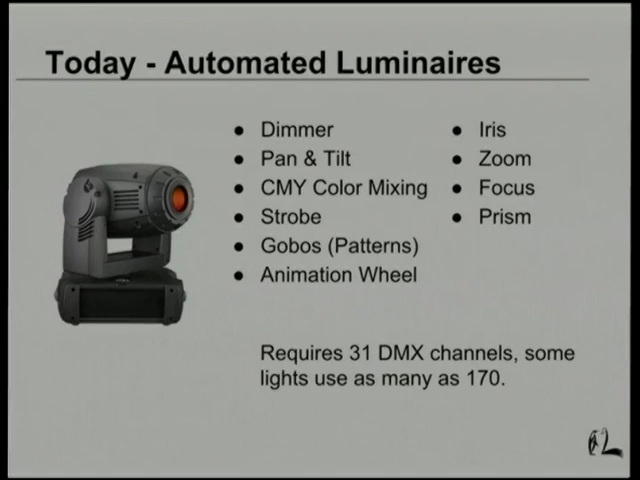 Today - Automated Luminaires
● Dimmer
● Pan & Tilt
● CMY Color Mixing
● Strobe
● Gobos (Patterns)
● Animation Wheel
● Iris
● Zoom
● Focus
● Prism
Requires 31 DMX channels, some
lights use as many as 170.